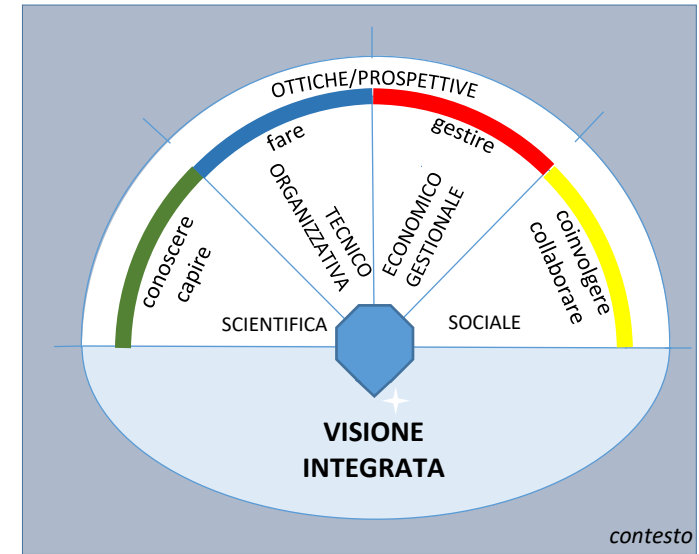 OTTICHE/PROSPETTIVE
conoscere
capire
fare
gestire
coinvolgere
collaborare
SCIENTIFICA
TECNICO
ORGANIZZATIVA
ECONOMICO
GESTIONALE
SOCIALE
VISIONE
INTEGRATA
contesto